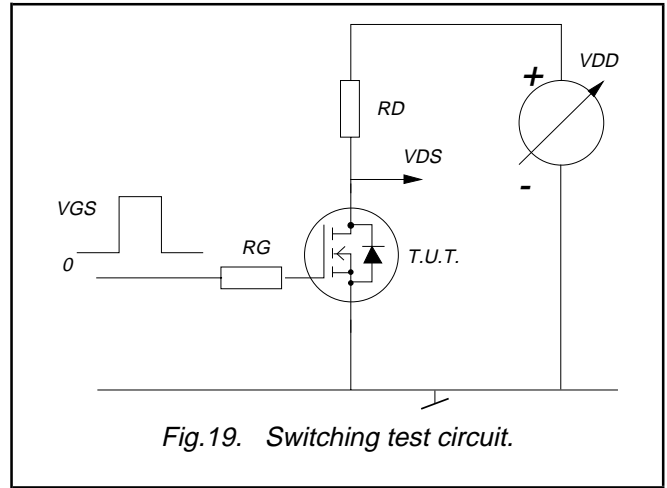 VDD
+
RD
VDS
-
VGS
RG
T.U.T.
0
Fig.19. Switching test circuit.